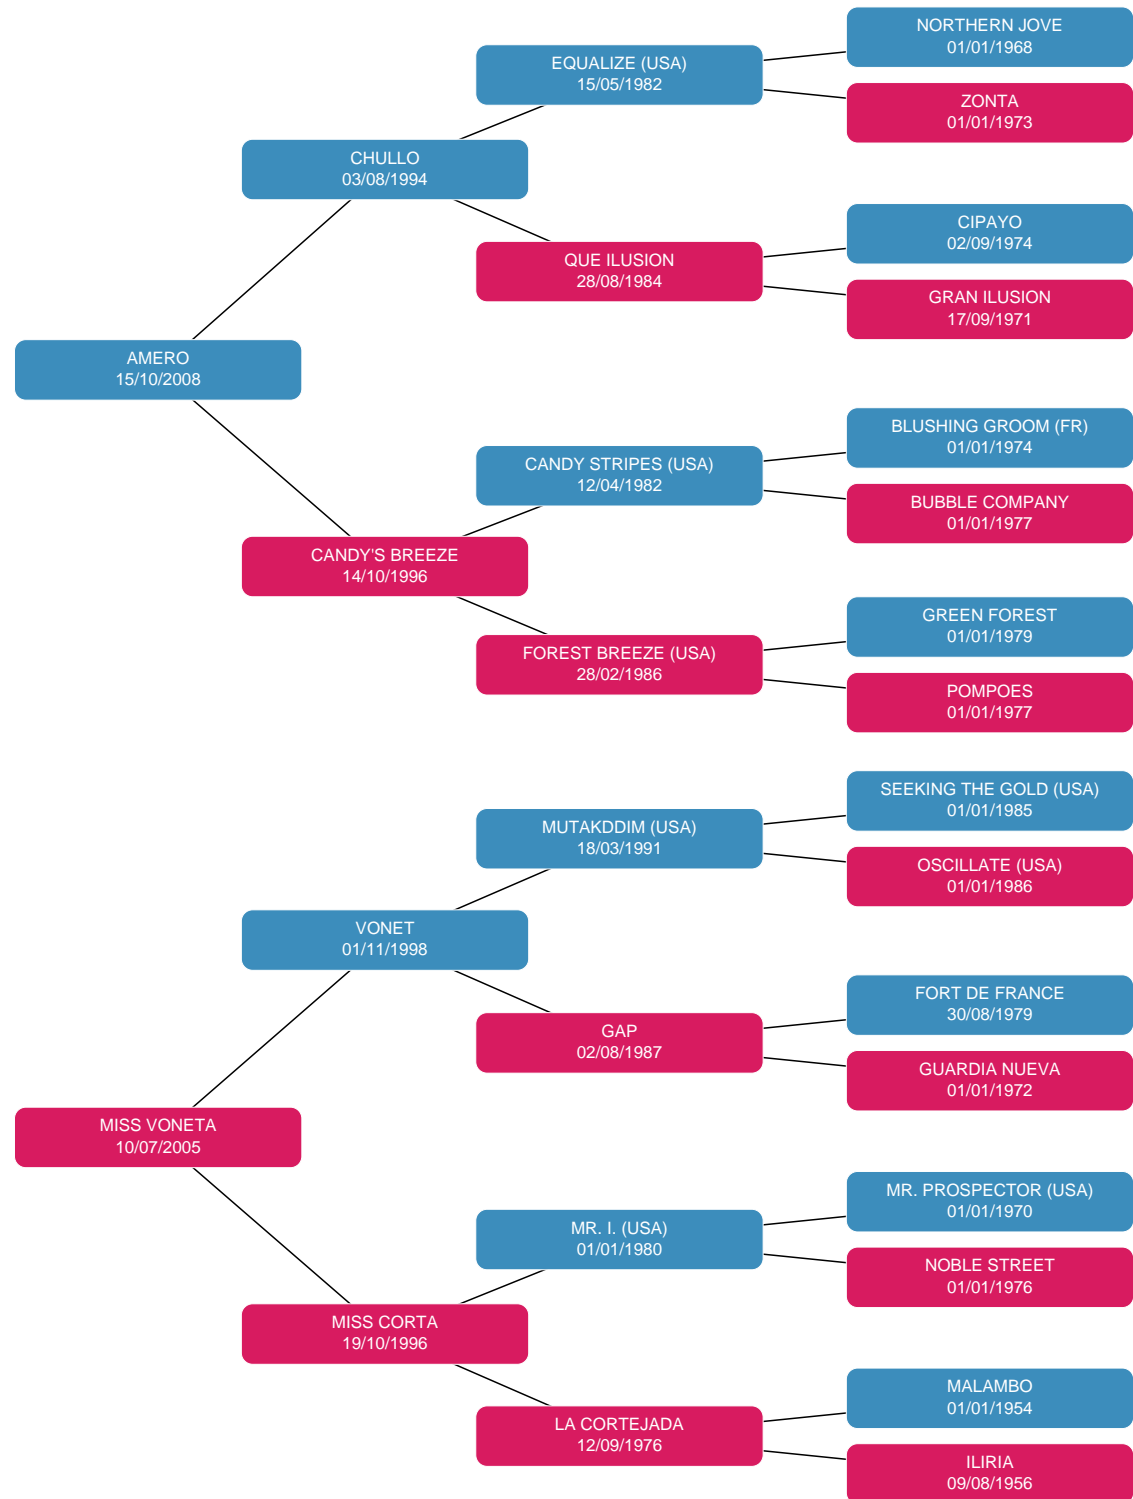 NORTHERN JOVE
01/01/1968
EQUALIZE (USA)
15/05/1982
ZONTA
01/01/1973
CHULLO
03/08/1994
CIPAYO
02/09/1974
QUE ILUSION
28/08/1984
GRAN ILUSION
17/09/1971
AMERO
15/10/2008
BLUSHING GROOM (FR)
01/01/1974
CANDY STRIPES (USA)
12/04/1982
BUBBLE COMPANY
01/01/1977
CANDY'S BREEZE
14/10/1996
GREEN FOREST
01/01/1979
FOREST BREEZE (USA)
28/02/1986
POMPOES
01/01/1977
SEEKING THE GOLD (USA)
01/01/1985
MUTAKDDIM (USA)
18/03/1991
OSCILLATE (USA)
01/01/1986
VONET
01/11/1998
FORT DE FRANCE
30/08/1979
GAP
02/08/1987
GUARDIA NUEVA
01/01/1972
MISS VONETA
10/07/2005
MR. PROSPECTOR (USA)
01/01/1970
MR. I. (USA)
01/01/1980
NOBLE STREET
01/01/1976
MISS CORTA
19/10/1996
MALAMBO
01/01/1954
LA CORTEJADA
12/09/1976
ILIRIA
09/08/1956